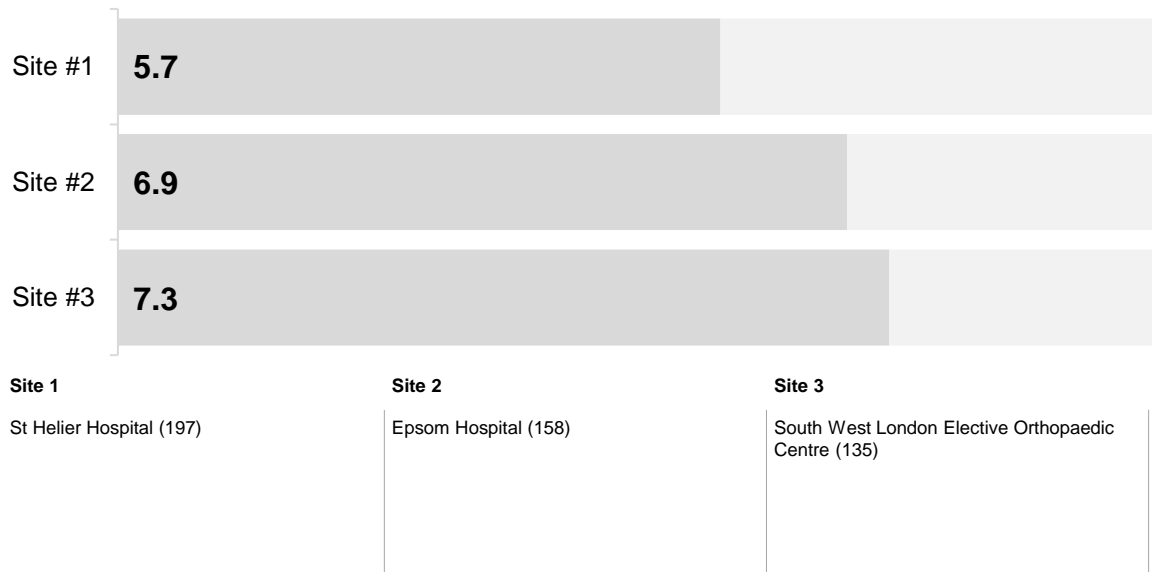 Site #1
5.7
Site #2
6.9
Site #3
7.3
Site 1
St Helier Hospital (197)
Site 2
Epsom Hospital (158)
Site 3
South West London Elective Orthopaedic
Centre (135)